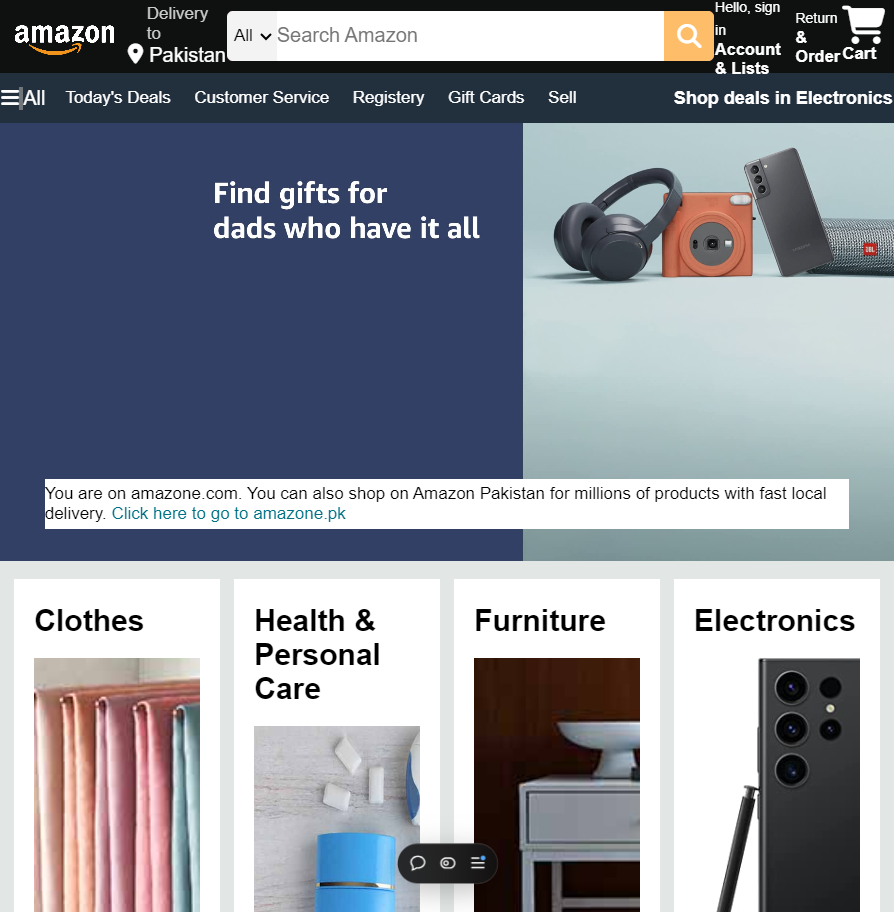 amazon
Delivery
to
Pakistan
All
Search Amazon
Hello, sign
in
Account
& Lists
Return
&
Order
Cart
All
Today's Deals
Customer Service
Registery
Gift Cards
Sell
Shop deals in Electronics
Find gifts for
dads who have it all
JBL
You are on amazone.com. You can also shop on Amazon Pakistan for millions of products with fast local
delivery. Click here to go to amazone.pk
Clothes
Health &
Personal
Care
Furniture
Electronics